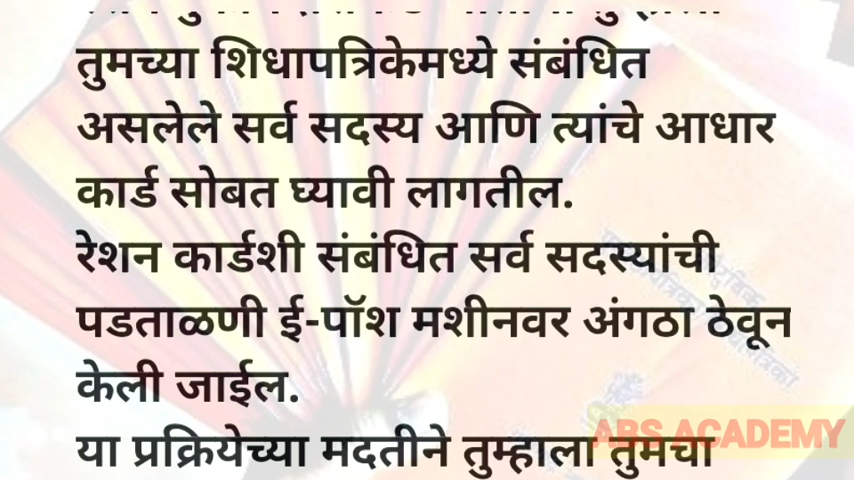 तुमच्या शिधापत्रिकेमध्ये संबंधित
असलेले सर्व सदस्य आणि त्यांचे आधार
कार्ड सोबत घ्यावी लागतील.
रेशन कार्डशी संबंधित सर्व सदस्यांची
पडताळणी ई-पॉश मशीनवर अंगठा ठेवून
केली जाईल.
या प्रक्रियेच्या मदतीने तुम्हाला तुमचा
ABS ACADEMY